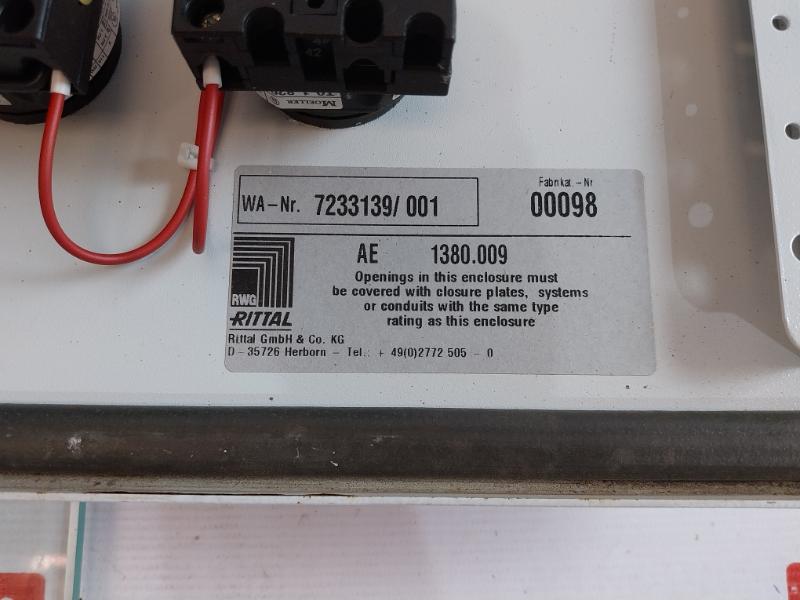 42
MOELLER
WA-Nr. 7233139/ 001
Fabrikat.-Nr
00098
AE 1380.009
Openings in this enclosure must
be covered with closure plates, systems
or conduits with the same type
rating as this enclosure
RWG
RITTAL
Rittal GmbH & Co. KG
D-35726 Herborn - Tel.: + 49(0)2772 505 - 0